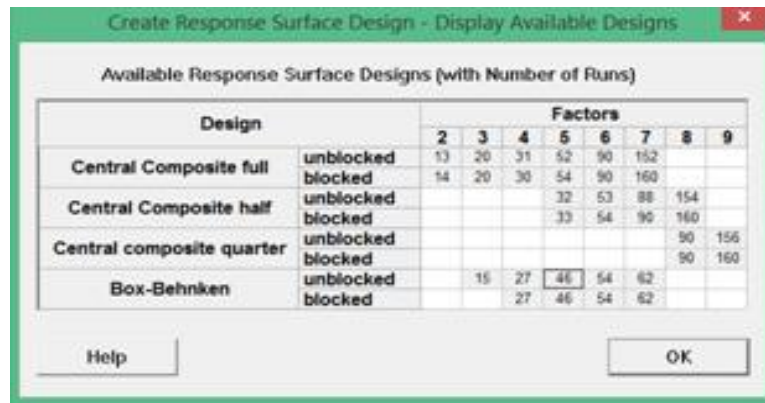 Create Response Surface Design - Display Available Designs
Available Response Surface Designs (with Number of Runs)
Design Factors
2 3 4 5 6 7 8 9
Central Composite full unblocked 13 20 31 52 90 152
blocked 14 20 30 54 90 160
Central Composite half unblocked 32 53 88 154
blocked 33 54 90 160
Central composite quarter unblocked 90 156
blocked 90 160
Box-Behnken unblocked 15 27 46 54 62
blocked 27 46 54 62
Help OK